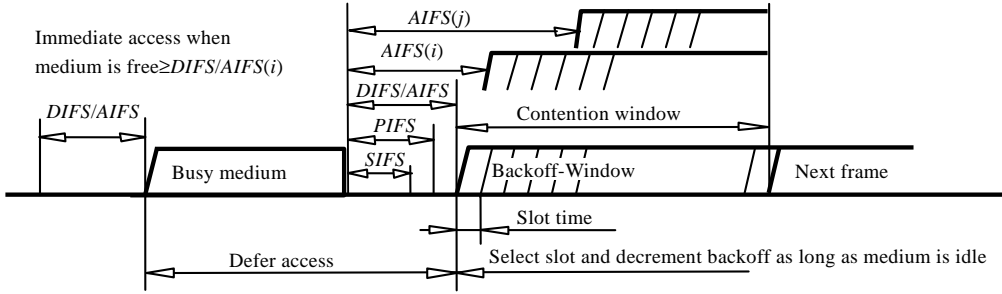 AIFS(j)
Immediate access when
medium is free≥DIFS/AIFS(i)
AIFS(i)
DIFS/AIFS
DIFS/AIFS
Contention window
PIFS
SIFS
Busy medium
Backoff-Window
Next frame
Slot time
Defer access
Select slot and decrement backoff as long as medium is idle